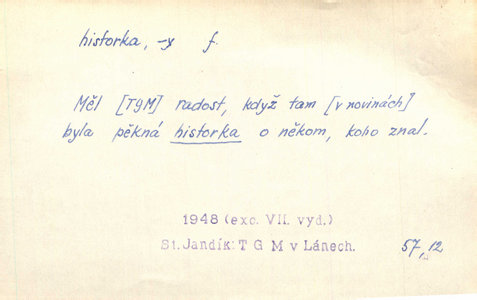 historka, -y f.
Měl [TGM] radost, když tam [v novinách]
byla pěkná historka o někom, koho znal.
1948 (exc. VII. vyd.)
St. Jandík: T G M v Lánech.
57,12